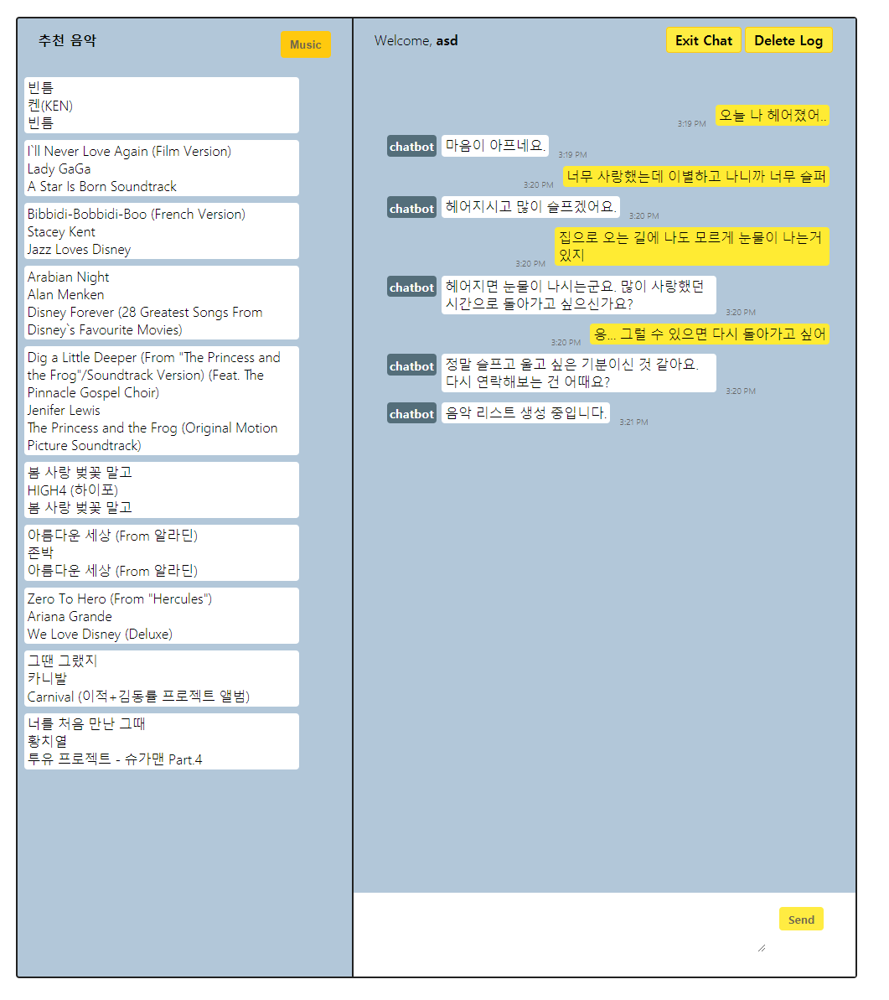 추천 음악
Music
빈틈
켄(KEN)
빈틈
I`ll Never Love Again (Film Version)
Lady GaGa
A Star Is Born Soundtrack
Bibbidi-Bobbidi-Boo (French Version)
Stacey Kent
Jazz Loves Disney
Arabian Night
Alan Menken
Disney Forever (28 Greatest Songs From
Disney`s Favourite Movies)
Dig a Little Deeper (From "The Princess and
the Frog"/Soundtrack Version) (Feat. The
Pinnacle Gospel Choir)
Jenifer Lewis
The Princess and the Frog (Original Motion
Picture Soundtrack)
봄 사랑 벚꽃 말고
HIGH4 (하이포)
봄 사랑 벚꽃 말고
아름다운 세상 (From 알라딘)
존박
아름다운 세상 (From 알라딘)
Zero To Hero (From "Hercules")
Ariana Grande
We Love Disney (Deluxe)
그땐 그랬지
카니발
Carnival (이적+김동률 프로젝트 앨범)
너를 처음 만난 그때
황치열
투유 프로젝트 - 슈가맨 Part.4
Welcome, asd
Exit Chat
Delete Log
3:19 PM 오늘 나 헤어졌어..
chatbot 마음이 아프네요. 3:19 PM
3:20 PM 너무 사랑했는데 이별하고 나니까 너무 슬퍼
chatbot 헤어지시고 많이 슬프겠어요. 3:20 PM
집으로 오는 길에 나도 모르게 눈물이 나는거
3:20 PM 있지
chatbot 헤어지면 눈물이 나시는군요. 많이 사랑했던
시간으로 돌아가고 싶으신가요? 3:20 PM
3:20 PM 응... 그럴 수 있으면 다시 돌아가고 싶어
chatbot 정말 슬프고 울고 싶은 기분이신 것 같아요.
다시 연락해보는 건 어때요? 3:20 PM
chatbot 음악 리스트 생성 중입니다. 3:21 PM
Send